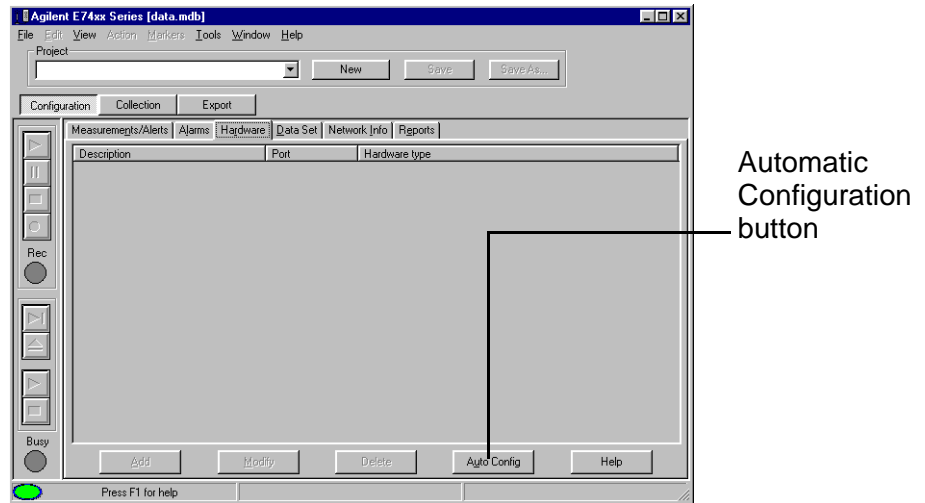 Agilent E74xx Series [data.mdb]
File Edit View Action Markers Tools Window Help
Project
New Save Save As...
Configuration Collection Export
Measurements/Alerts Alarms Hardware Data Set Network Info Reports
Description Port Hardware type
Rec
Busy
Add Modify Delete Auto Config Help
Press F1 for help
Automatic
Configuration
button